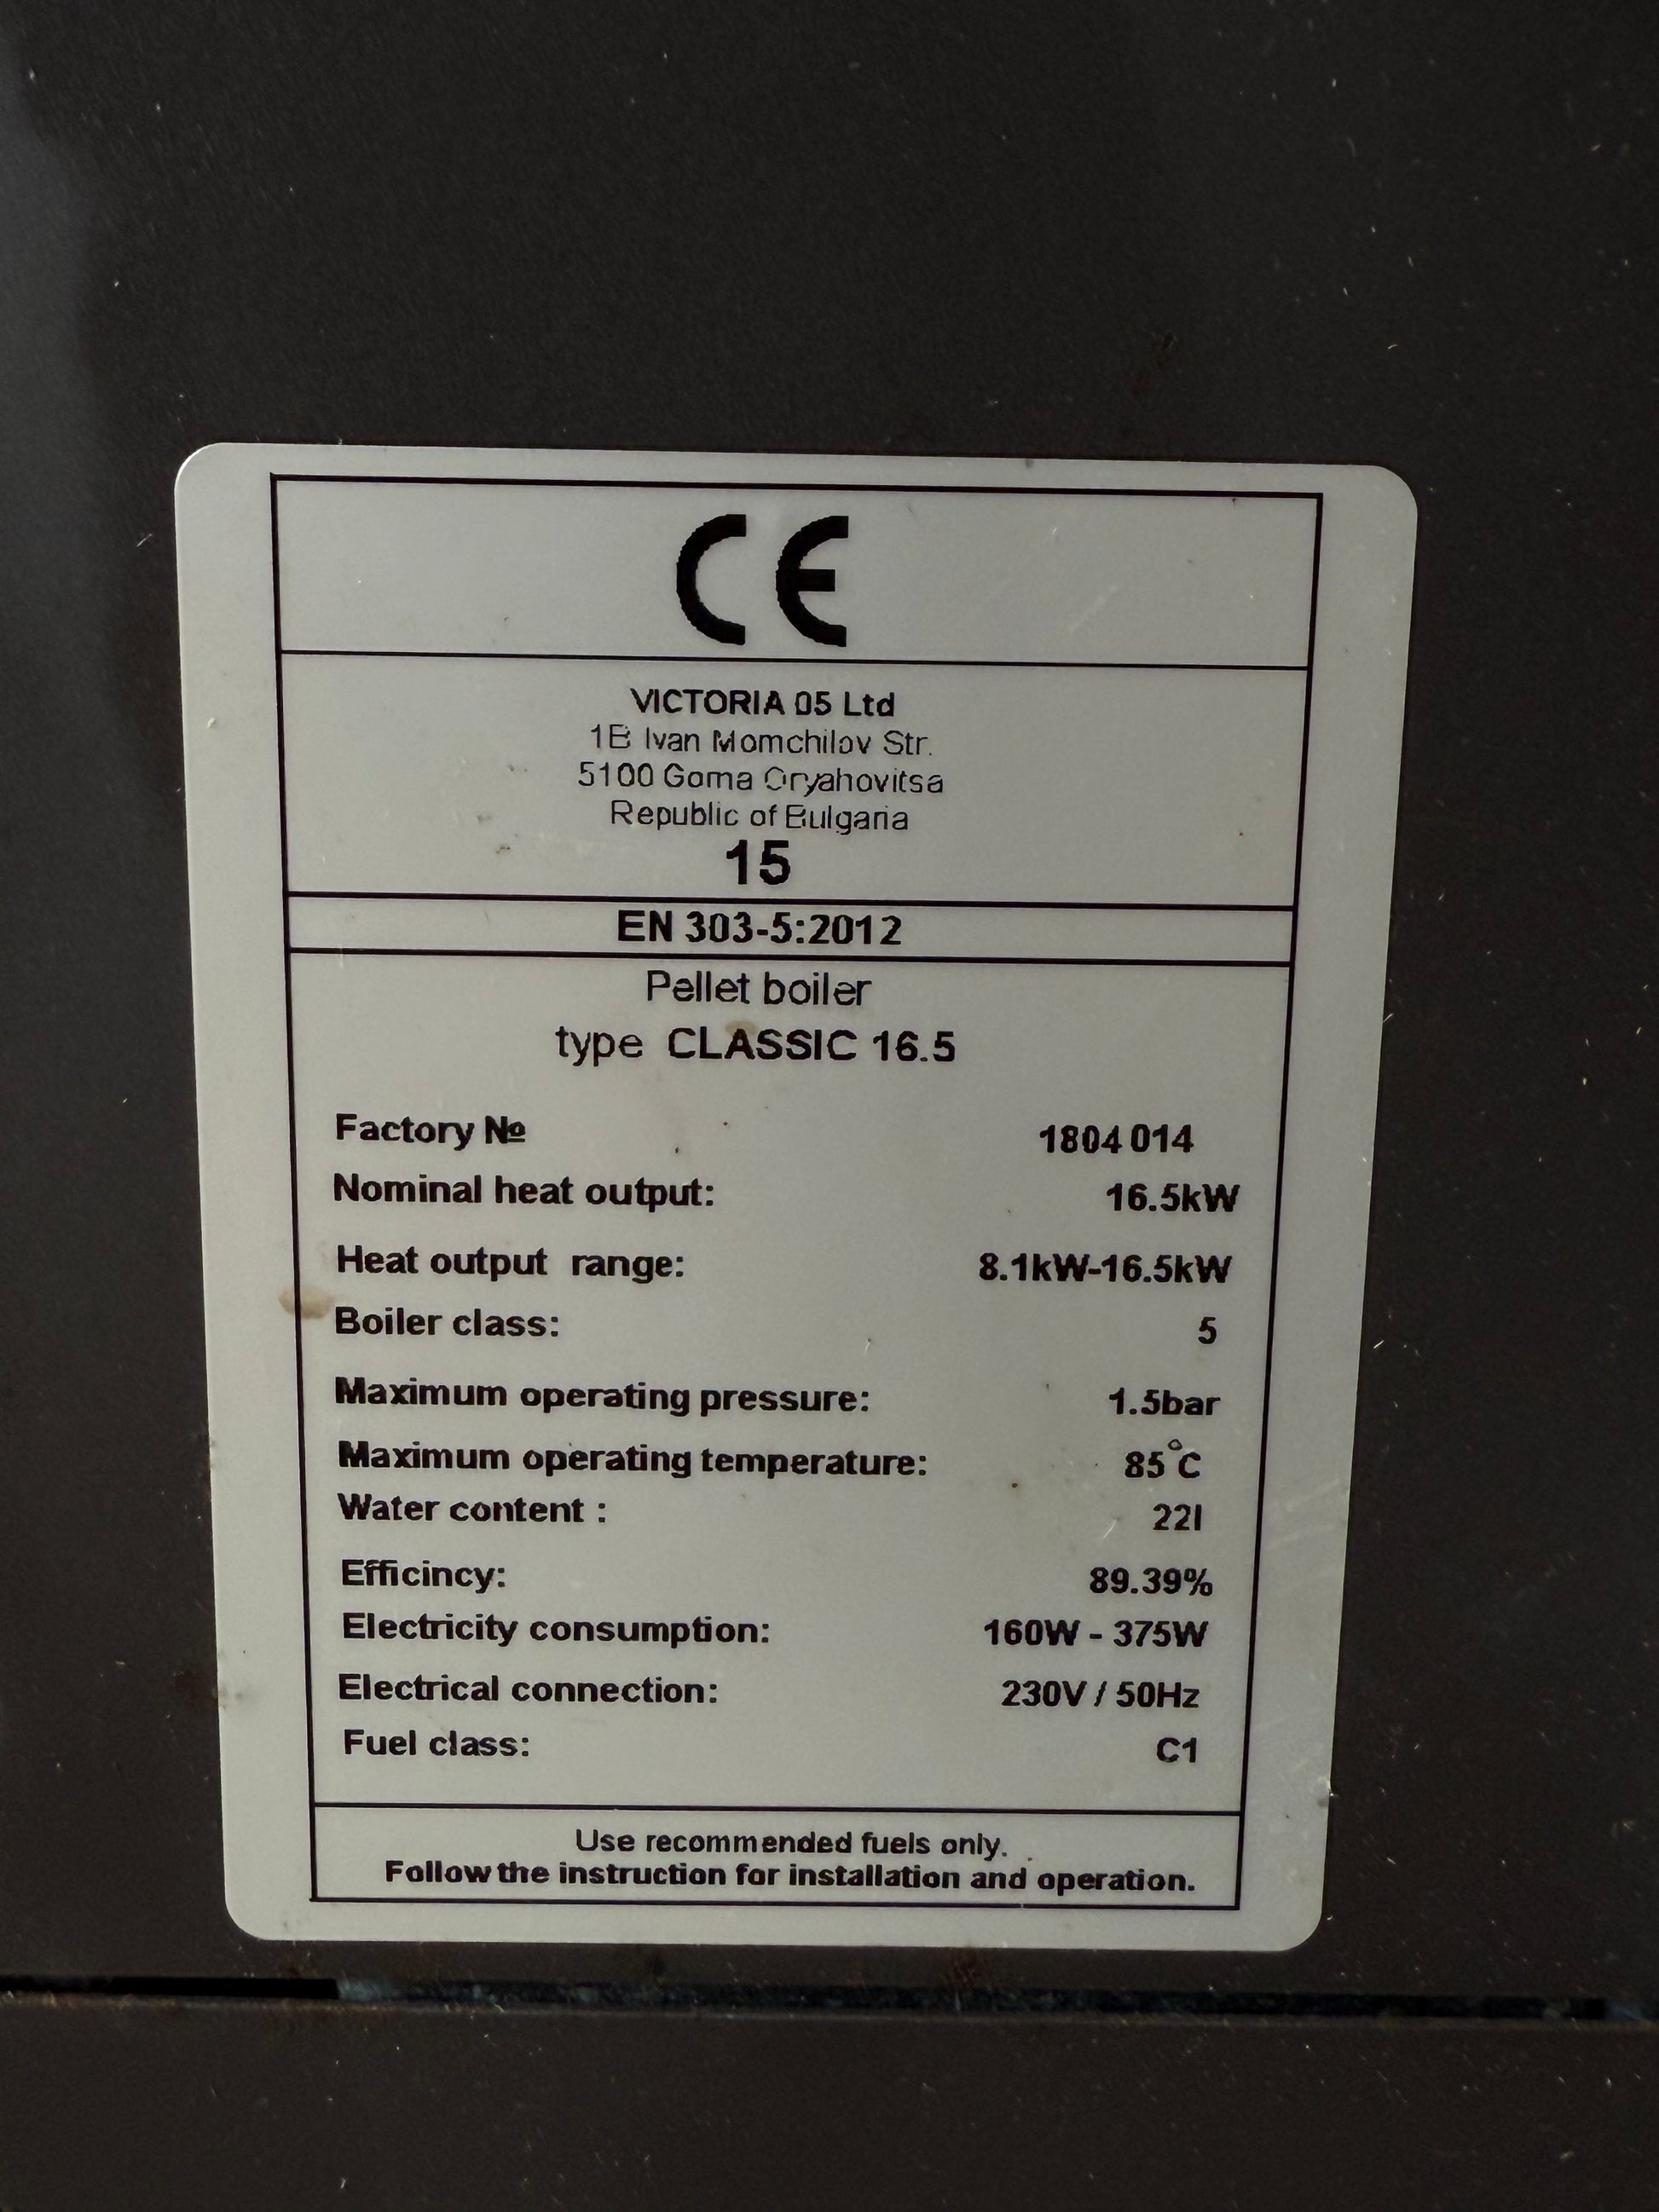 CE
VICTORIA 05 Ltd
1B Ivan Momchilov Str.
5100 Gorna Oryahovitsa
Republic of Bulgaria
15
EN 303-5:2012
Pellet boiler
type CLASSIC 16.5
Factory № 1804 014
Nominal heat output: 16.5kW
Heat output range: 8.1kW-16.5kW
Boiler class: 5
Maximum operating pressure: 1.5bar
Maximum operating temperature: 85°C
Water content : 22l
Efficincy: 89.39%
Electricity consumption: 160W - 375W
Electrical connection: 230V / 50Hz
Fuel class: C1
Use recommended fuels only.
Follow the instruction for installation and operation.